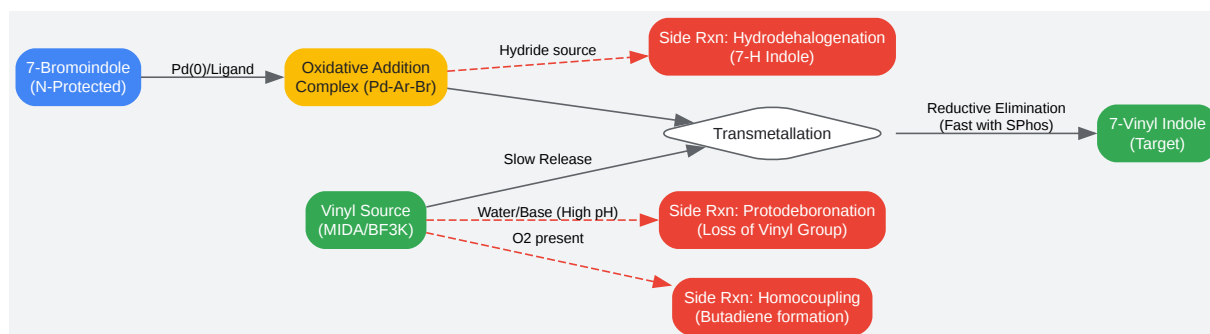 7-Bromoindole
(N-Protected)
Pd(0)/Ligand
Oxidative Addition
Complex (Pd-Ar-Br)
Hydride source
Side Rxn: Hydrodehalogenation
(7-H Indole)
Transmetallation
Reductive Elimination
(Fast with SPhos)
7-Vinyl Indole
(Target)
Slow Release
Vinyl Source
(MIDA/BF3K)
Water/Base (High pH)
Side Rxn: Protodeboronation
(Loss of Vinyl Group)
O2 present
Side Rxn: Homocoupling
(Butadiene formation)